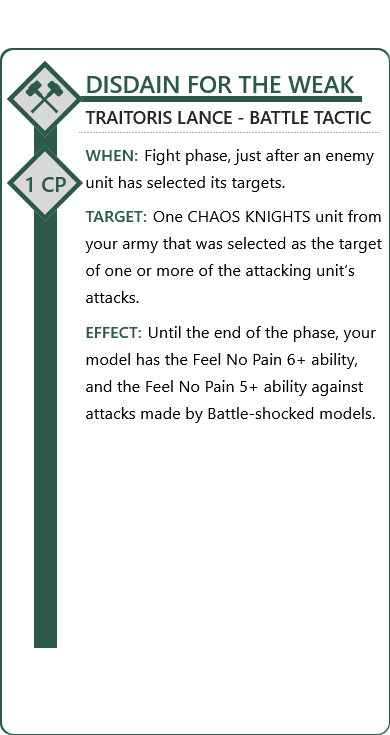 DISDAIN FOR THE WEAK
TRAITORIS LANCE - BATTLE TACTIC
1 CP
WHEN: Fight phase, just after an enemy
unit has selected its targets.
TARGET: One CHAOS KNIGHTS unit from
your army that was selected as the target
of one or more of the attacking unit’s
attacks.
EFFECT: Until the end of the phase, your
model has the Feel No Pain 6+ ability,
and the Feel No Pain 5+ ability against
attacks made by Battle-shocked models.